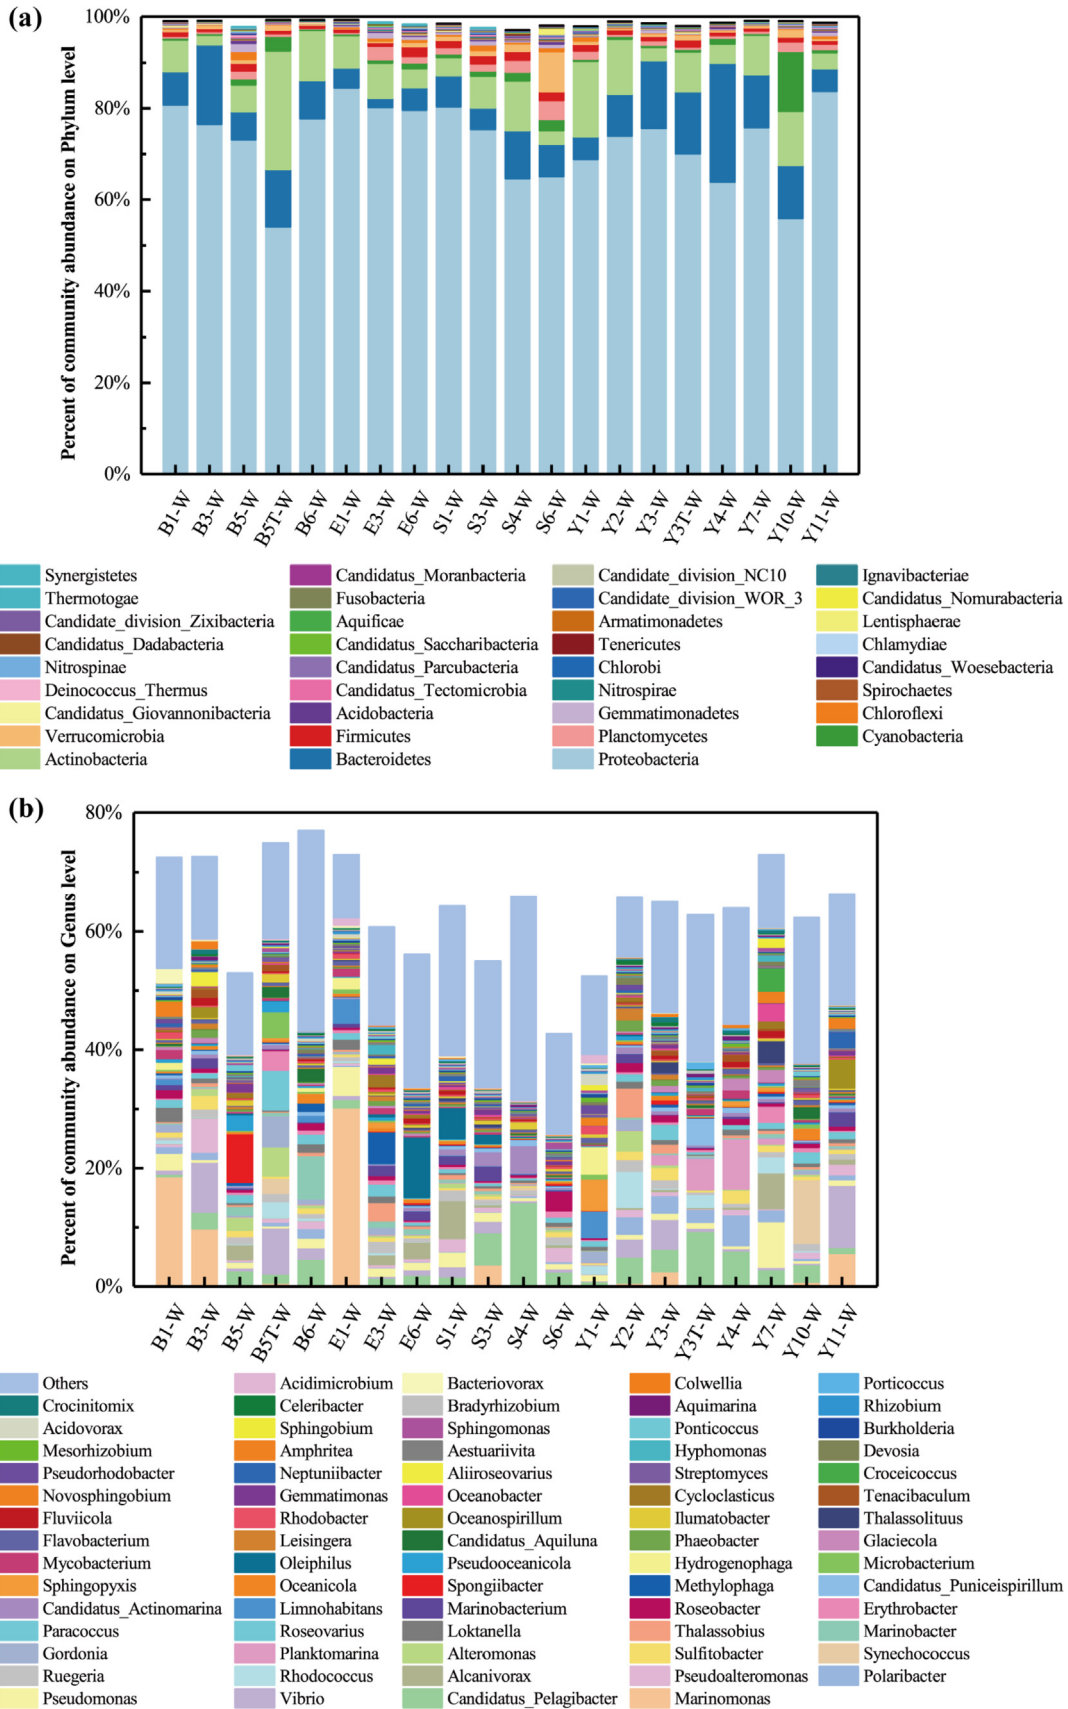 (a)
Percent of community abundance on Phylum level
100%
80%
60%
40%
20%
0%
B1-W B3-W B5-W B5T-W B6-W E1-W E3-W E6-W S1-W S3-W S4-W S6-W Y1-W Y2-W Y3-W Y3T-W Y4-W Y7-W Y10-W Y11-W
Synergistetes Candidatus_Moranbacteria Candidate_division_NC10 Ignavibacteriae
Thermotogae Fusobacteria Candidate_division_WOR_3 Candidatus_Nomurabacteria
Candidate_division_Zixibacteria Aquificae Armatimonadetes Lentisphaerae
Candidatus_Dadabacteria Candidatus_Saccharibacteria Tenericutes Chlamydiae
Nitrospinae Candidatus_Parcubacteria Chlorobi Candidatus_Woesebacteria
Deinococcus_Thermus Candidatus_Tectomicrobia Nitrospirae Spirochaetes
Candidatus_Giovannonibacteria Acidobacteria Gemmatimonadetes Chloroflexi
Verrucomicrobia Firmicutes Planctomycetes Cyanobacteria
Actinobacteria Bacteroidetes Proteobacteria
(b)
Percent of community abundance on Genus level
80%
60%
40%
20%
0%
B1-W B3-W B5-W B5T-W B6-W E1-W E3-W E6-W S1-W S3-W S4-W S6-W Y1-W Y2-W Y3-W Y3T-W Y4-W Y7-W Y10-W Y11-W
Others Acidimicrobium Bacteriovorax Colwellia Porticoccus
Crocinitomix Celeribacter Bradyrhizobium Aquimarina Rhizobium
Acidovorax Sphingobium Sphingomonas Ponticoccus Burkholderia
Mesorhizobium Amphritea Aestuariivita Hyphomonas Devosia
Pseudorhodobacter Neptuniibacter Aliiroseovarius Streptomyces Croceicoccus
Novosphingobium Gemmatimonas Oceanobacter Cycloclasticus Tenacibaculum
Fluviicola Rhodobacter Oceanospirillum Ilumatobacter Thalassolituus
Flavobacterium Leisingera Candidatus_Aquiluna Phaeobacter Glaciecola
Mycobacterium Oleiphilus Pseudooceanicola Hydrogenophaga Microbacterium
Sphingopyxis Oceanicola Spongiibacter Methylophaga Candidatus_Puniceispirillum
Candidatus_Actinomarina Limnohabitans Marinobacterium Roseobacter Erythrobacter
Paracoccus Roseovarius Loktanella Thalassobius Marinobacter
Gordonia Planktomarina Alteromonas Sulfitobacter Synechococcus
Ruegeria Rhodococcus Alcanivorax Pseudoalteromonas Polaribacter
Pseudomonas Vibrio Candidatus_Pelagibacter Marinomonas